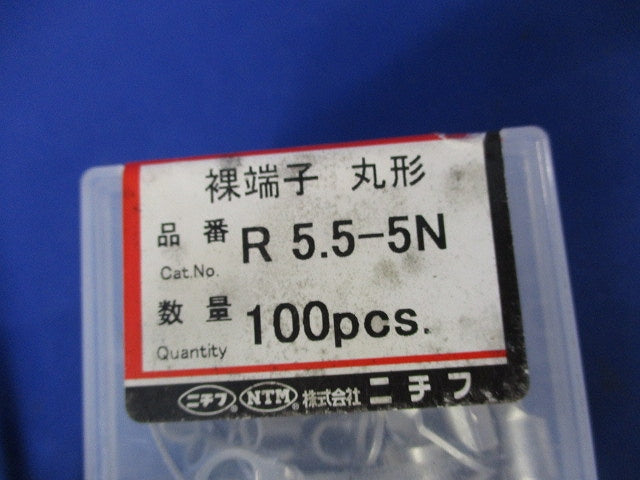 裸端子 丸形
品番 R 5.5-5N
Cat.No.
数量 100pcs.
Quantity
ニチフ® NTM® 株式会社ニチフ